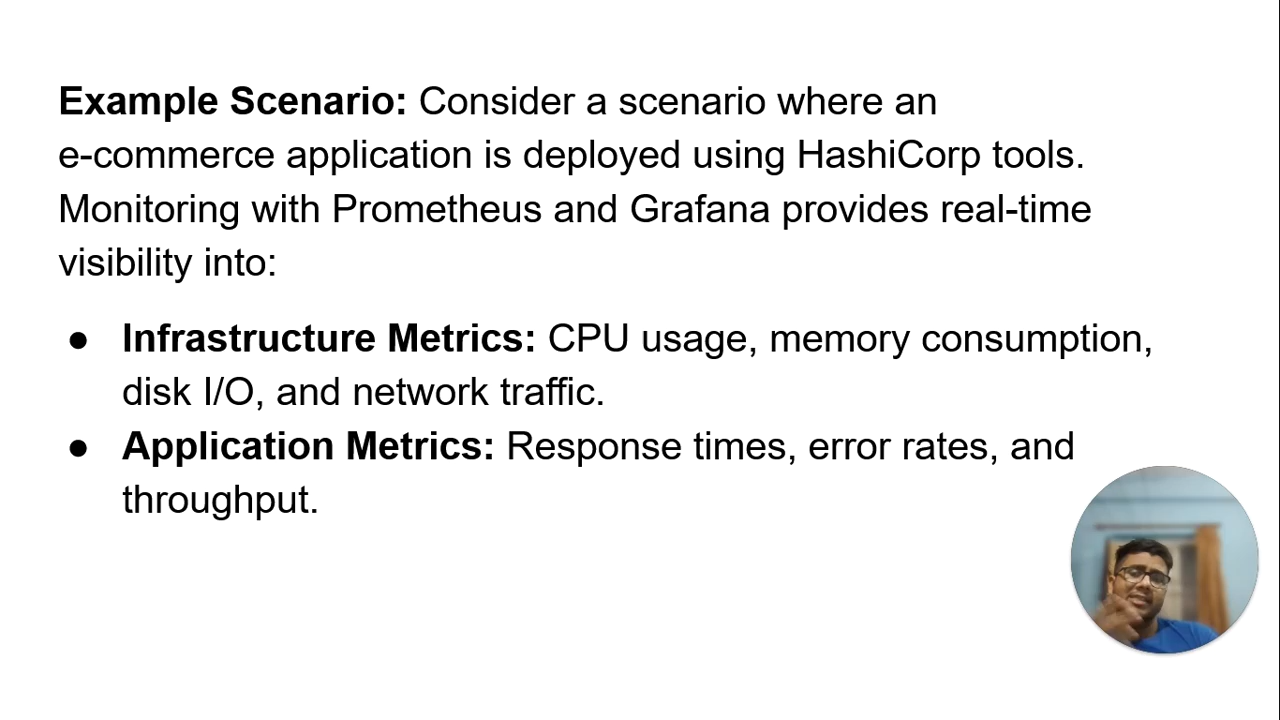 Example Scenario: Consider a scenario where an
e-commerce application is deployed using HashiCorp tools.
Monitoring with Prometheus and Grafana provides real-time
visibility into:
● Infrastructure Metrics: CPU usage, memory consumption,
disk I/O, and network traffic.
● Application Metrics: Response times, error rates, and
throughput.